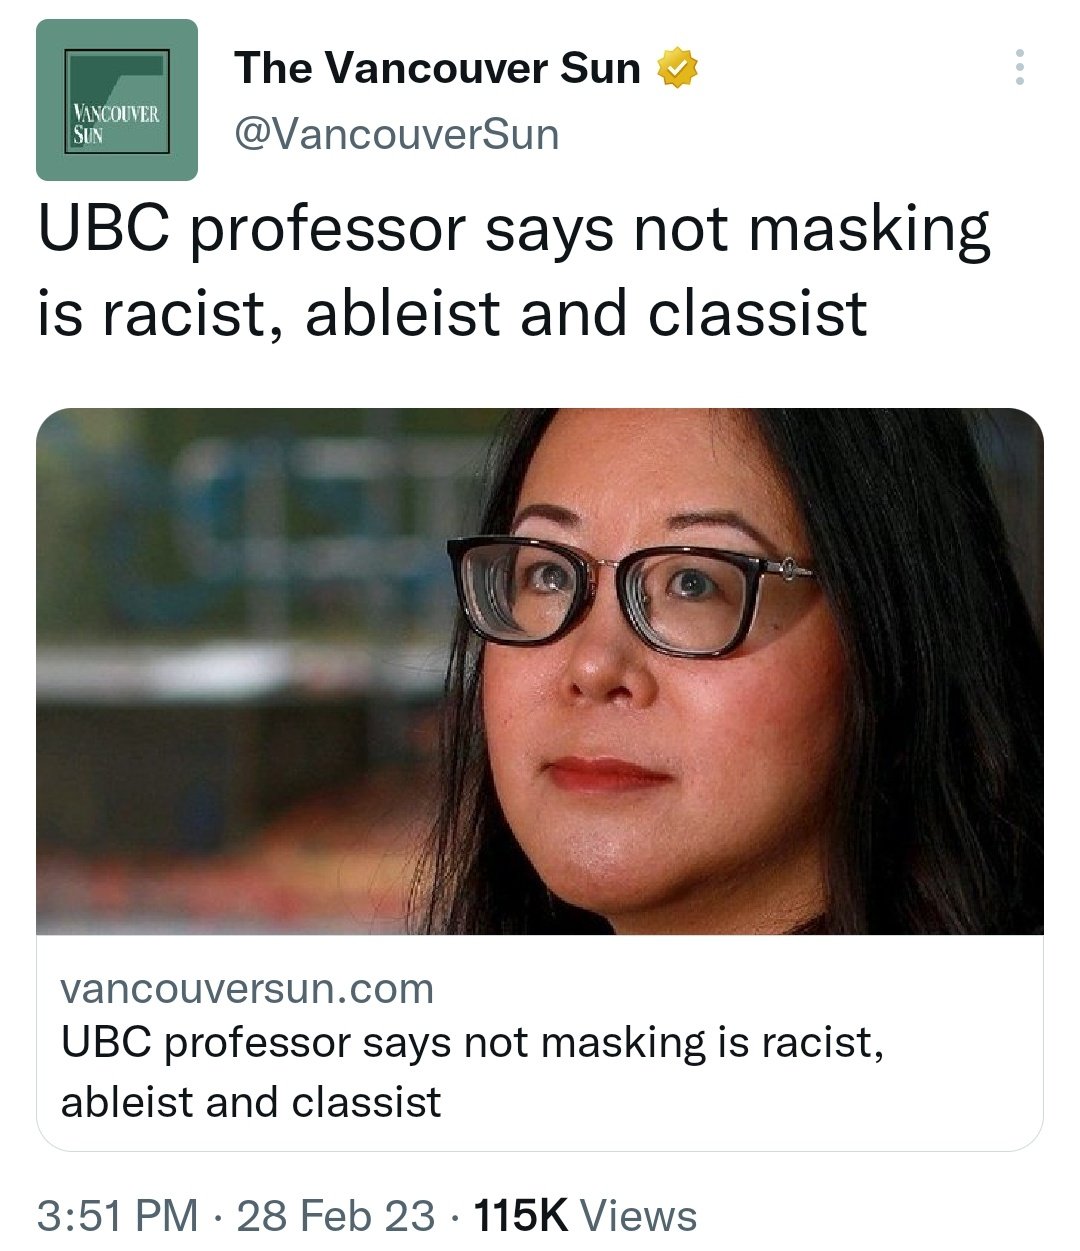 VANCOUVER
SUN
The Vancouver Sun
@VancouverSun
UBC professor says not masking
is racist, ableist and classist
vancouversun.com
UBC professor says not masking is racist,
ableist and classist
3:51 PM · 28 Feb 23 · 115K Views